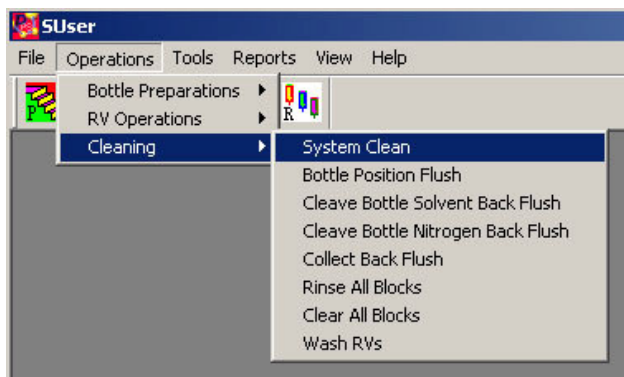 SUser
File Operations Tools Reports View Help
P
R
Bottle Preparations
RV Operations
Cleaning
System Clean
Bottle Position Flush
Cleave Bottle Solvent Back Flush
Cleave Bottle Nitrogen Back Flush
Collect Back Flush
Rinse All Blocks
Clear All Blocks
Wash RVs